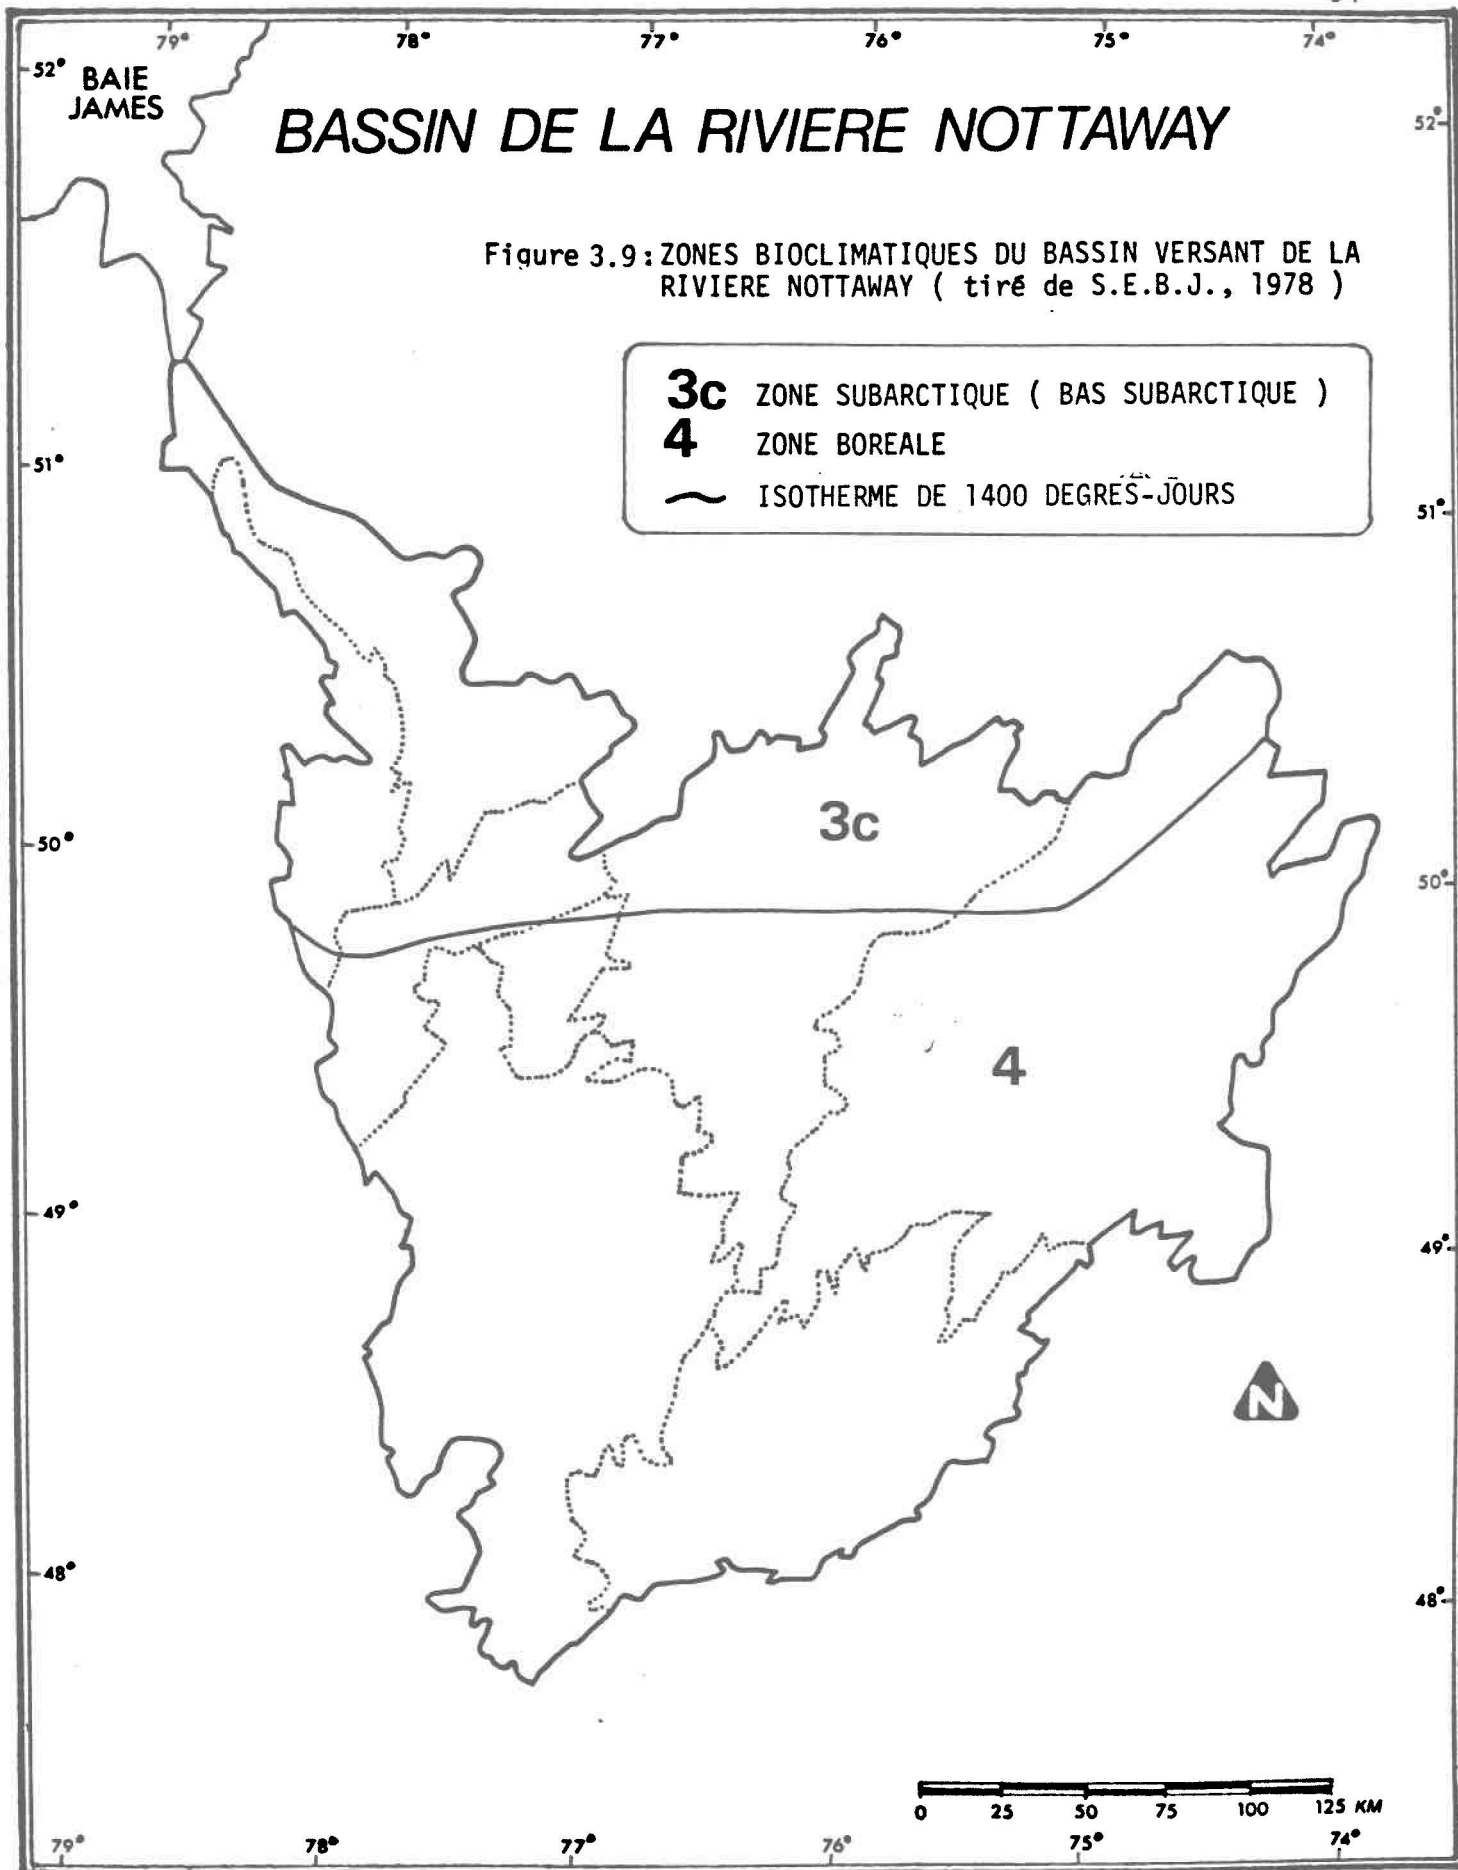 79° 78° 77° 76° 75° 74°
52°
BAIE
JAMES
BASSIN DE LA RIVIERE NOTTAWAY
52°
Figure 3.9: ZONES BIOCLIMATIQUES DU BASSIN VERSANT DE LA
RIVIERE NOTTAWAY ( tiré de S.E.B.J., 1978 )
3c ZONE SUBARCTIQUE ( BAS SUBARCTIQUE )
4 ZONE BOREALE
ISOTHERME DE 1400 DEGRES-JOURS
51°
51°
3c
50°
50°
4
49°
49°
N
48°
48°
0 25 50 75 100 125 KM
79° 78° 77° 76° 75° 74°